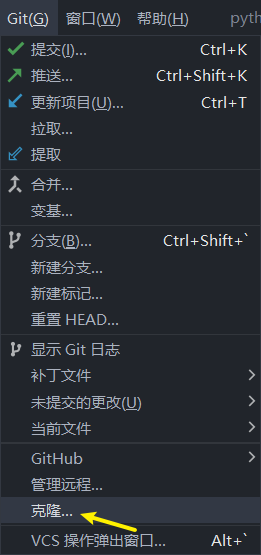 Git(G) 窗口(W) 帮助(H) pyth
提交(I)... Ctrl+K
推送... Ctrl+Shift+K
更新项目(U)... Ctrl+T
拉取...
提取
合并...
变基...
分支(B)... Ctrl+Shift+`
新建分支...
新建标记...
重置 HEAD...
显示 Git 日志
补丁文件
未提交的更改(U)
当前文件
GitHub
管理远程...
克隆...
VCS 操作弹出窗口... Alt+`